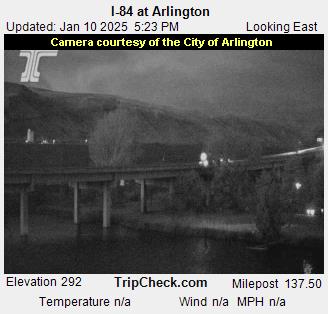 I-84 at Arlington
Updated: Jan 10 2025 5:23 PM Looking East
Camera courtesy of the City of Arlington
Elevation 292 TripCheck.com Milepost 137.50
Temperature n/a Wind n/a MPH n/a